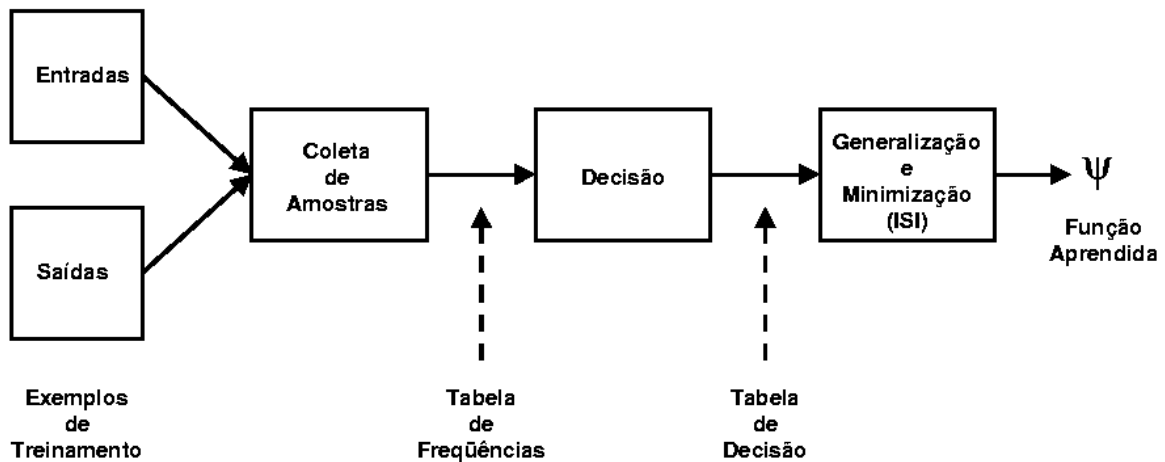 Entradas
Saídas
Exemplos
de
Treinamento
Coleta
de
Amostras
Tabela
de
Freqüências
Decisão
Tabela
de
Decisão
Generalização
e
Minimização
(ISI)
Ψ
Função
Aprendida